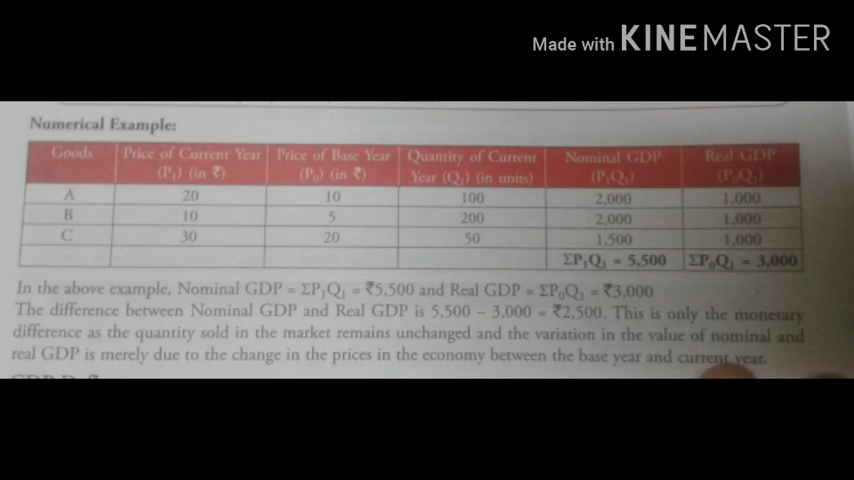 Made with KINEMASTER
Numerical Example:
Goods Price of Current Year (P₁) (in ₹) Price of Base Year (P₀) (in ₹) Quantity of Current Year (Q₁) (in units) Nominal GDP (P₁Q₁) Real GDP (P₀Q₁)
A 20 10 100 2,000 1,000
B 10 5 200 2,000 1,000
C 30 20 50 1,500 1,000
ΣP₁Q₁ = 5,500 ΣP₀Q₁ = 3,000
In the above example, Nominal GDP = ΣP₁Q₁ = ₹5,500 and Real GDP = ΣP₀Q₁ = ₹3,000
The difference between Nominal GDP and Real GDP is 5,500 – 3,000 = ₹2,500. This is only the monetary
difference as the quantity sold in the market remains unchanged and the variation in the value of nominal and
real GDP is merely due to the change in the prices in the economy between the base year and current year.